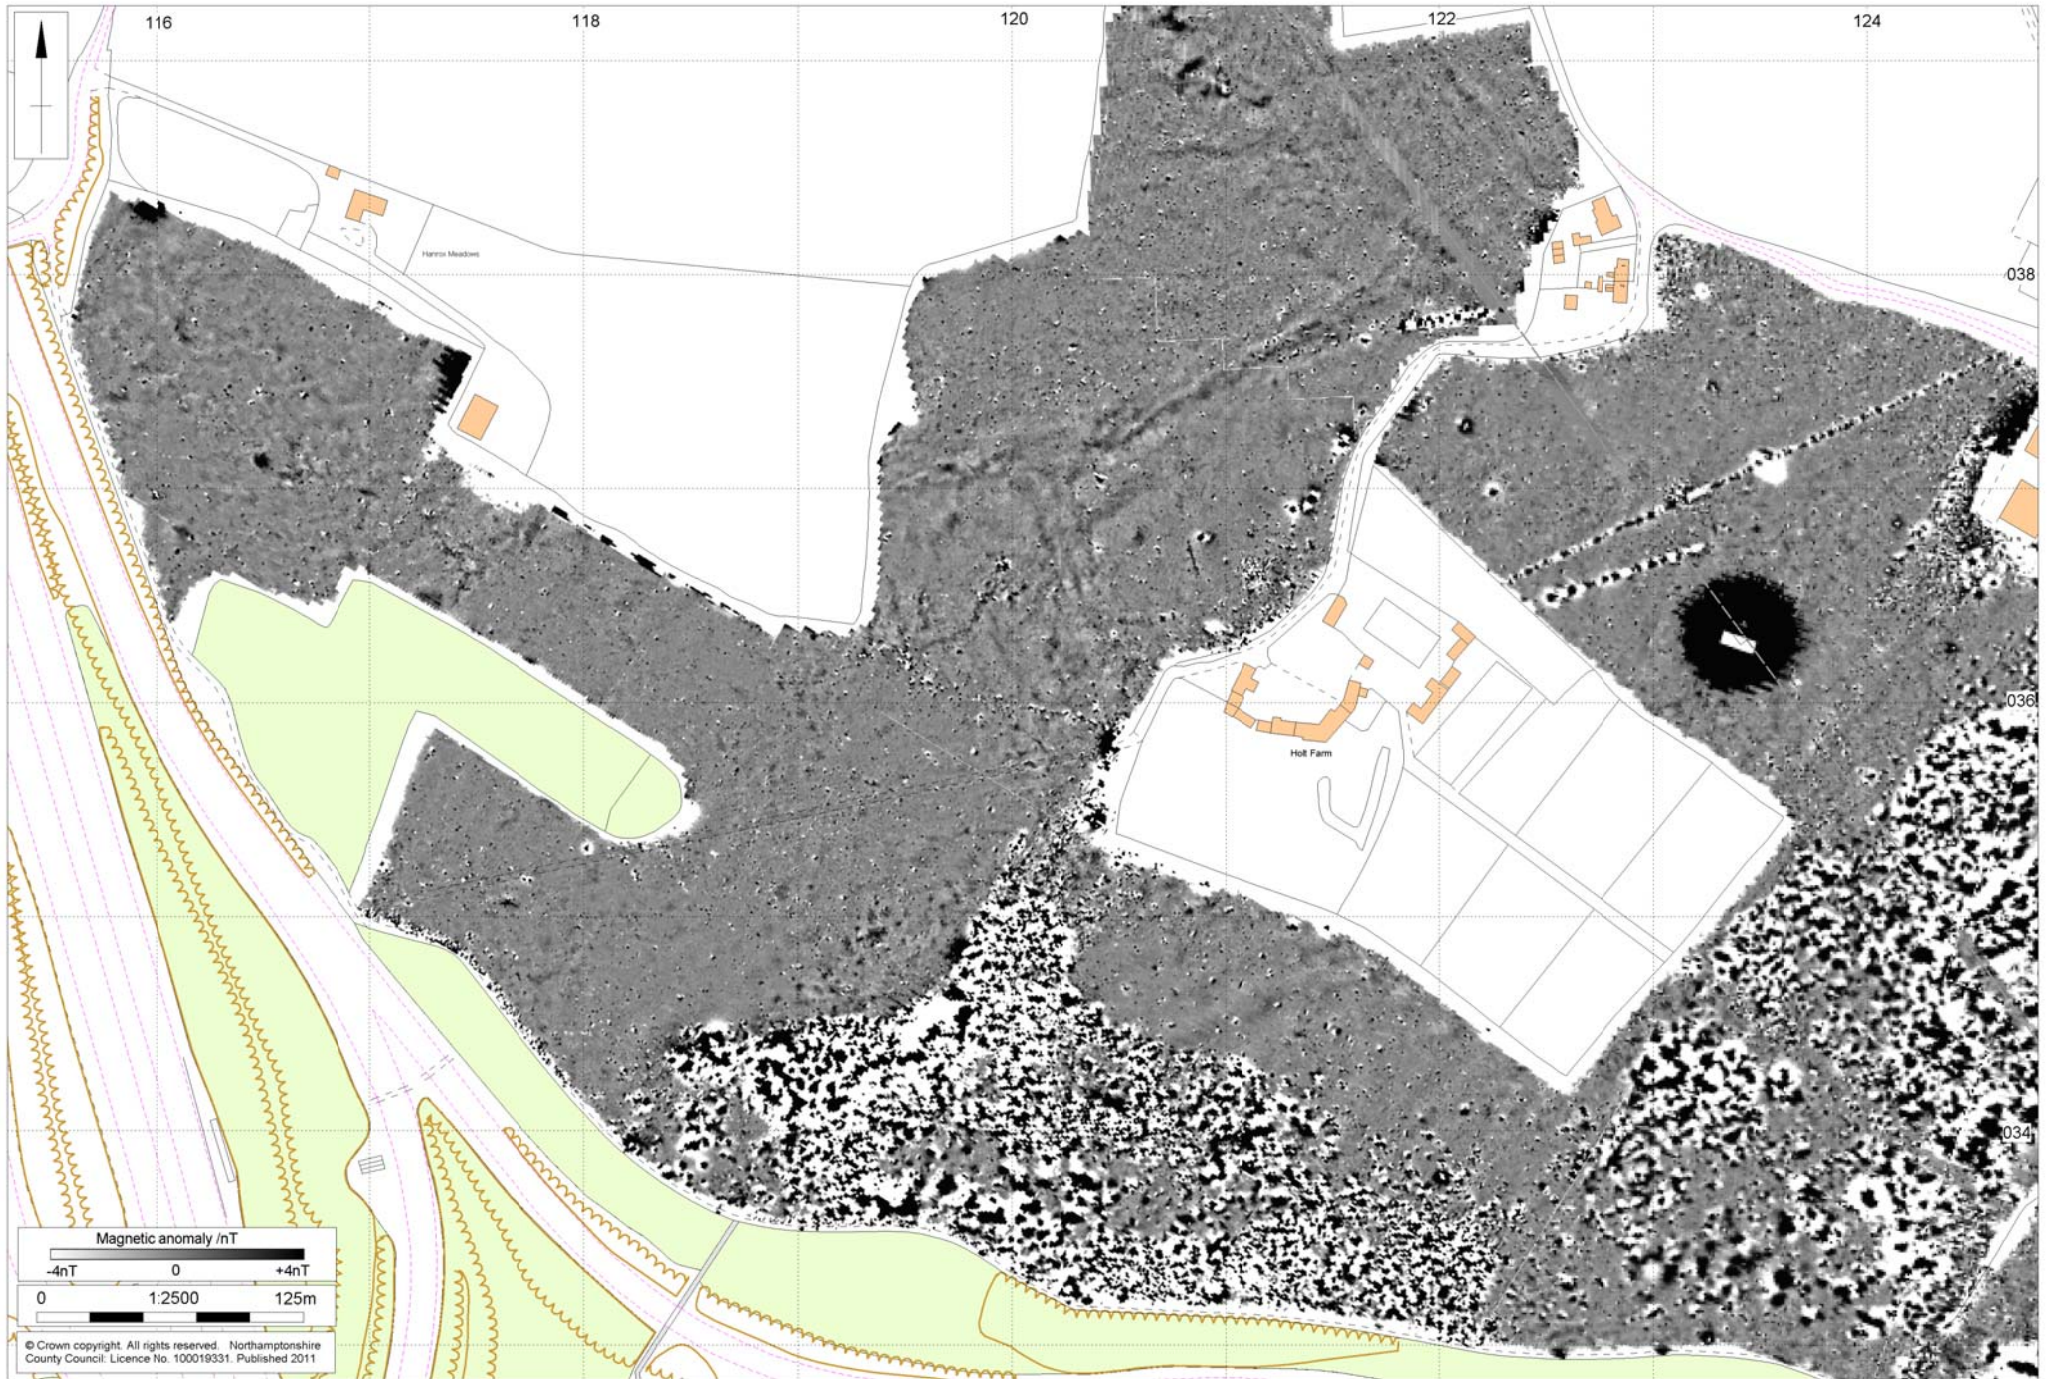 116
118
120
122
124
Hanrox Meadows
038
036
Holt Farm
034
Magnetic anomaly /nT
-4nT 0 +4nT
0 1:2500 125m
© Crown copyright. All rights reserved. Northamptonshire
County Council: Licence No. 100019331. Published 2011